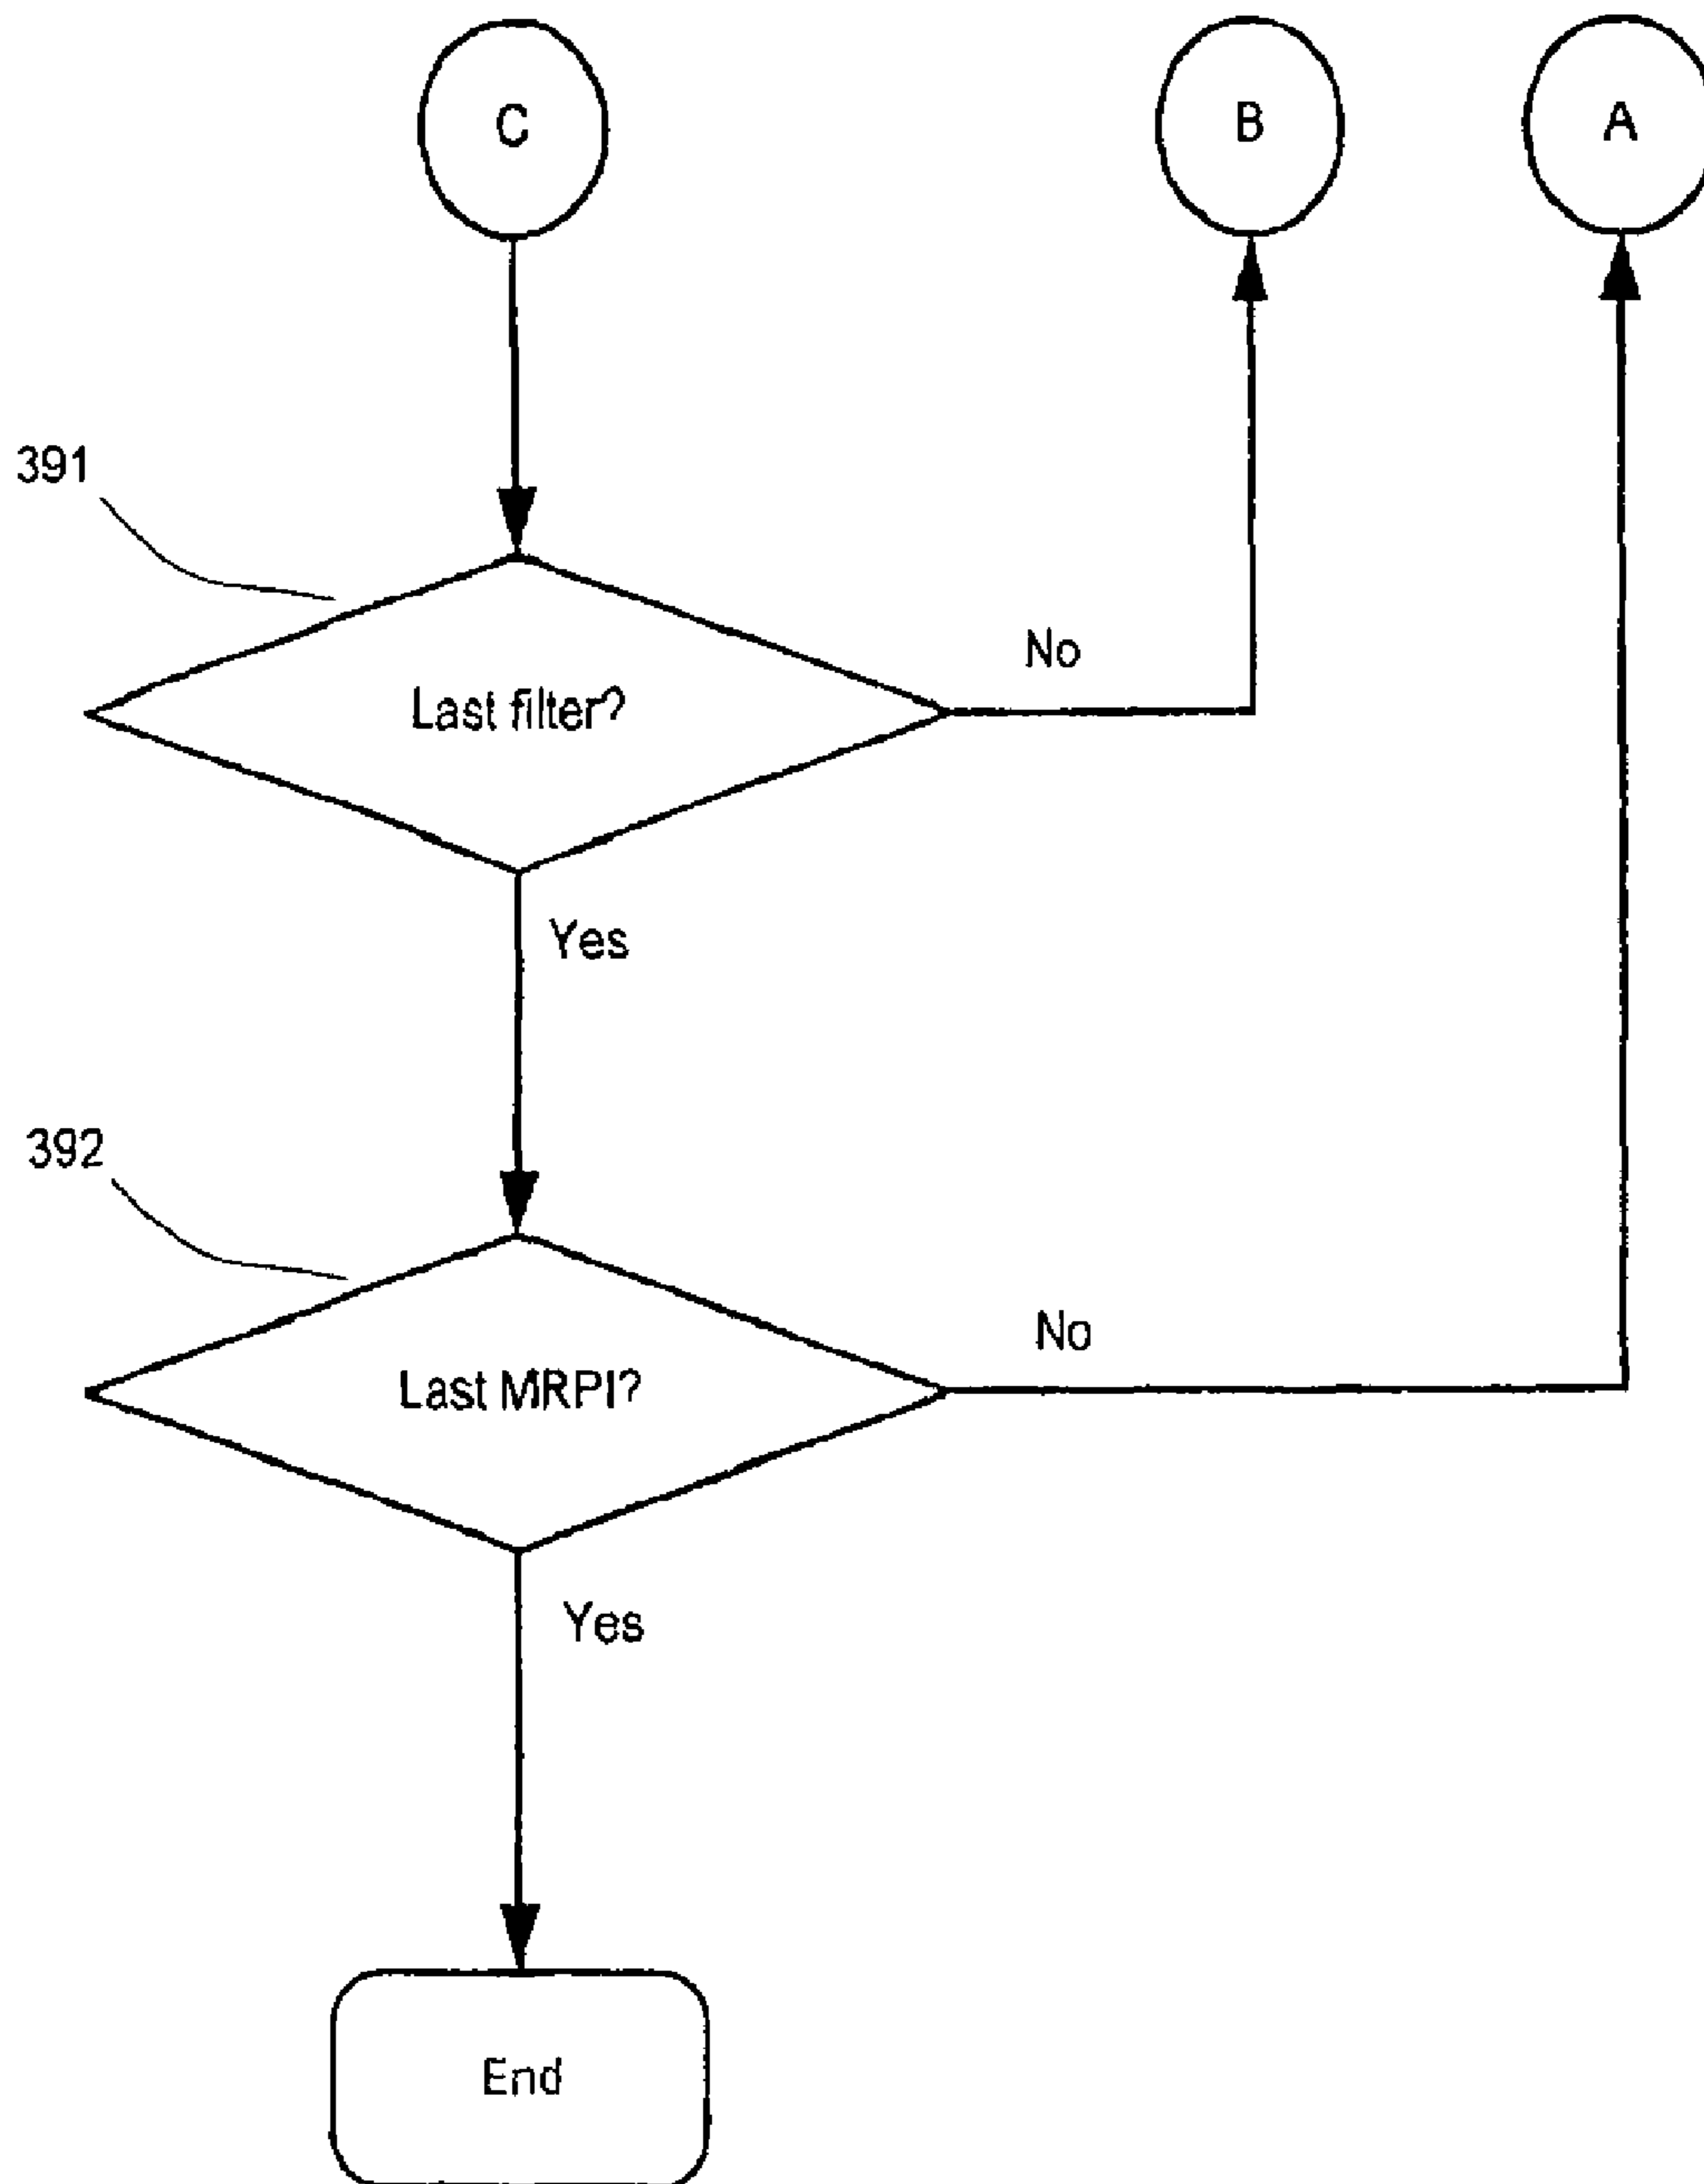 C
B
A
391
No
Last filter?
Yes
392
No
Last MRPI?
Yes
End